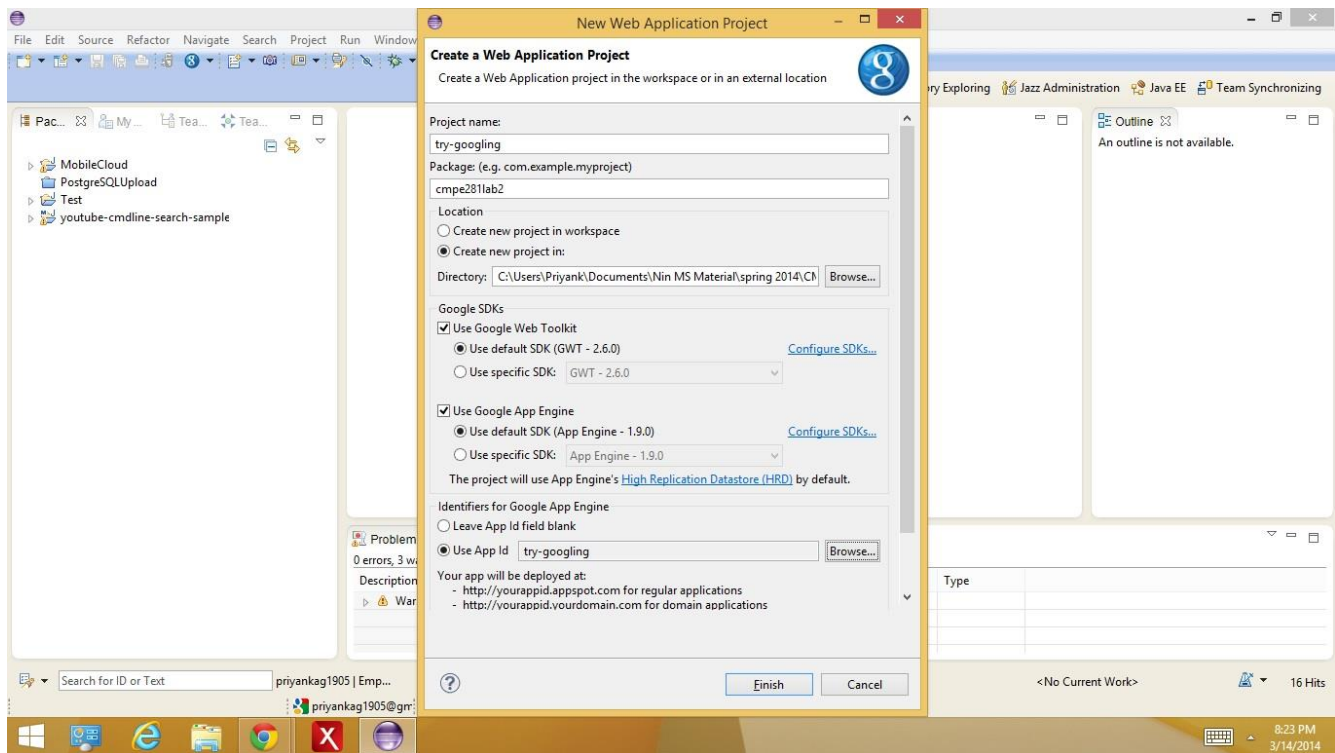 New Web Application Project
File Edit Source Refactor Navigate Search Project Run Window
Create a Web Application Project
Create a Web Application project in the workspace or in an external location
8
ry Exploring Jazz Administration Java EE Team Synchronizing
Pac... My ... Tea... Tea...
MobileCloud
PostgreSQLUpload
Test
youtube-cmdline-search-sample
Outline
An outline is not available.
Project name:
try-googling
Package: (e.g. com.example.myproject)
cmpe281lab2
Location
Create new project in workspace
Create new project in:
Directory: C:\Users\Priyank\Documents\Nin MS Material\spring 2014\CM Browse...
Google SDKs
Use Google Web Toolkit
Use default SDK (GWT - 2.6.0) Configure SDKs...
Use specific SDK: GWT - 2.6.0
Use Google App Engine
Use default SDK (App Engine - 1.9.0) Configure SDKs...
Use specific SDK: App Engine - 1.9.0
The project will use App Engine's High Replication Datastore (HRD) by default.
Identifiers for Google App Engine
Leave App Id field blank
Use App Id try-googling Browse...
Your app will be deployed at:
- http://yourappid.appspot.com for regular applications
- http://yourappid.yourdomain.com for domain applications
Problem
0 errors, 3 wa
Description
War
Type
Search for ID or Text
priyankag1905 | Emp...
priyankag1905@gm
? Finish Cancel
<No Current Work>
16 Hits
8:23 PM
3/14/2014